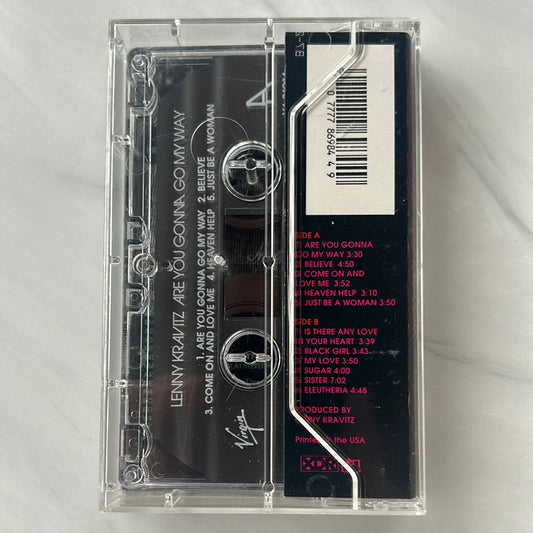 LENNY KRAVITZ ARE YOU GONNA GO MY WAY
1. ARE YOU GONNA GO MY WAY 2. BELIEVE
3. COME ON AND LOVE ME 4. HEAVEN HELP 5. JUST BE A WOMAN
A
Virgin
0 7777 86984 4 9
SIDE A
ARE YOU GONNA
GO MY WAY 3:30
BELIEVE 4:50
COME ON AND
LOVE ME 3:52
HEAVEN HELP 3:10
JUST BE A WOMAN 3:50
SIDE B
IS THERE ANY LOVE
IN YOUR HEART 3:39
BLACK GIRL 3:43
MY LOVE 3:50
SUGAR 4:00
SISTER 7:02
ELEUTHERIA 4:48
PRODUCED BY
LENNY KRAVITZ
Printed in the USA
XDR